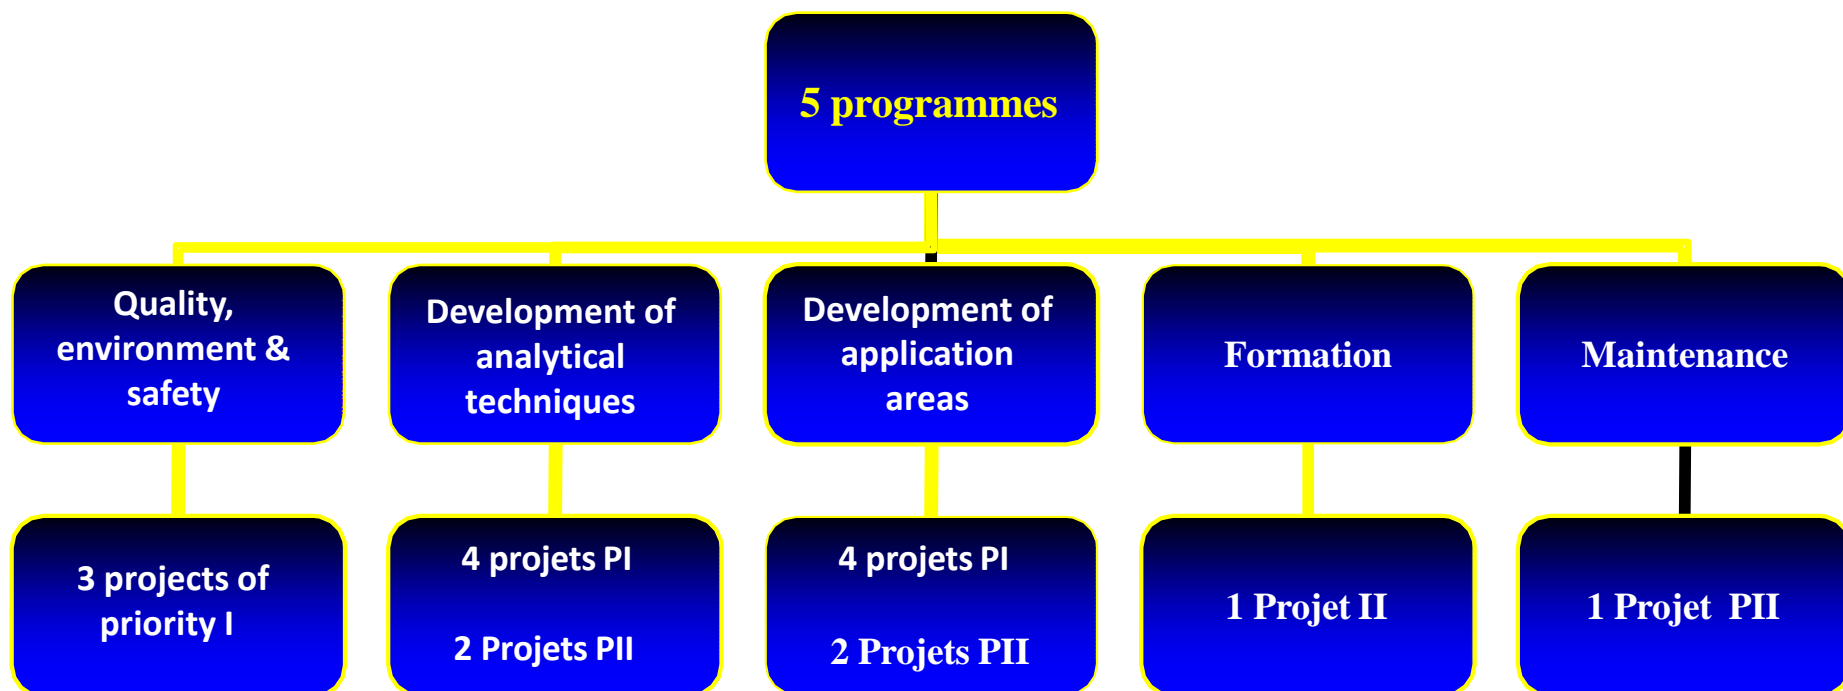 5 programmes
Quality,
environment &
safety
Development of
analytical
techniques
Development of
application
areas
Formation
Maintenance
3 projects of
priority I
4 projets PI
2 Projets PII
4 projets PI
2 Projets PII
1 Projet II
1 Projet PII